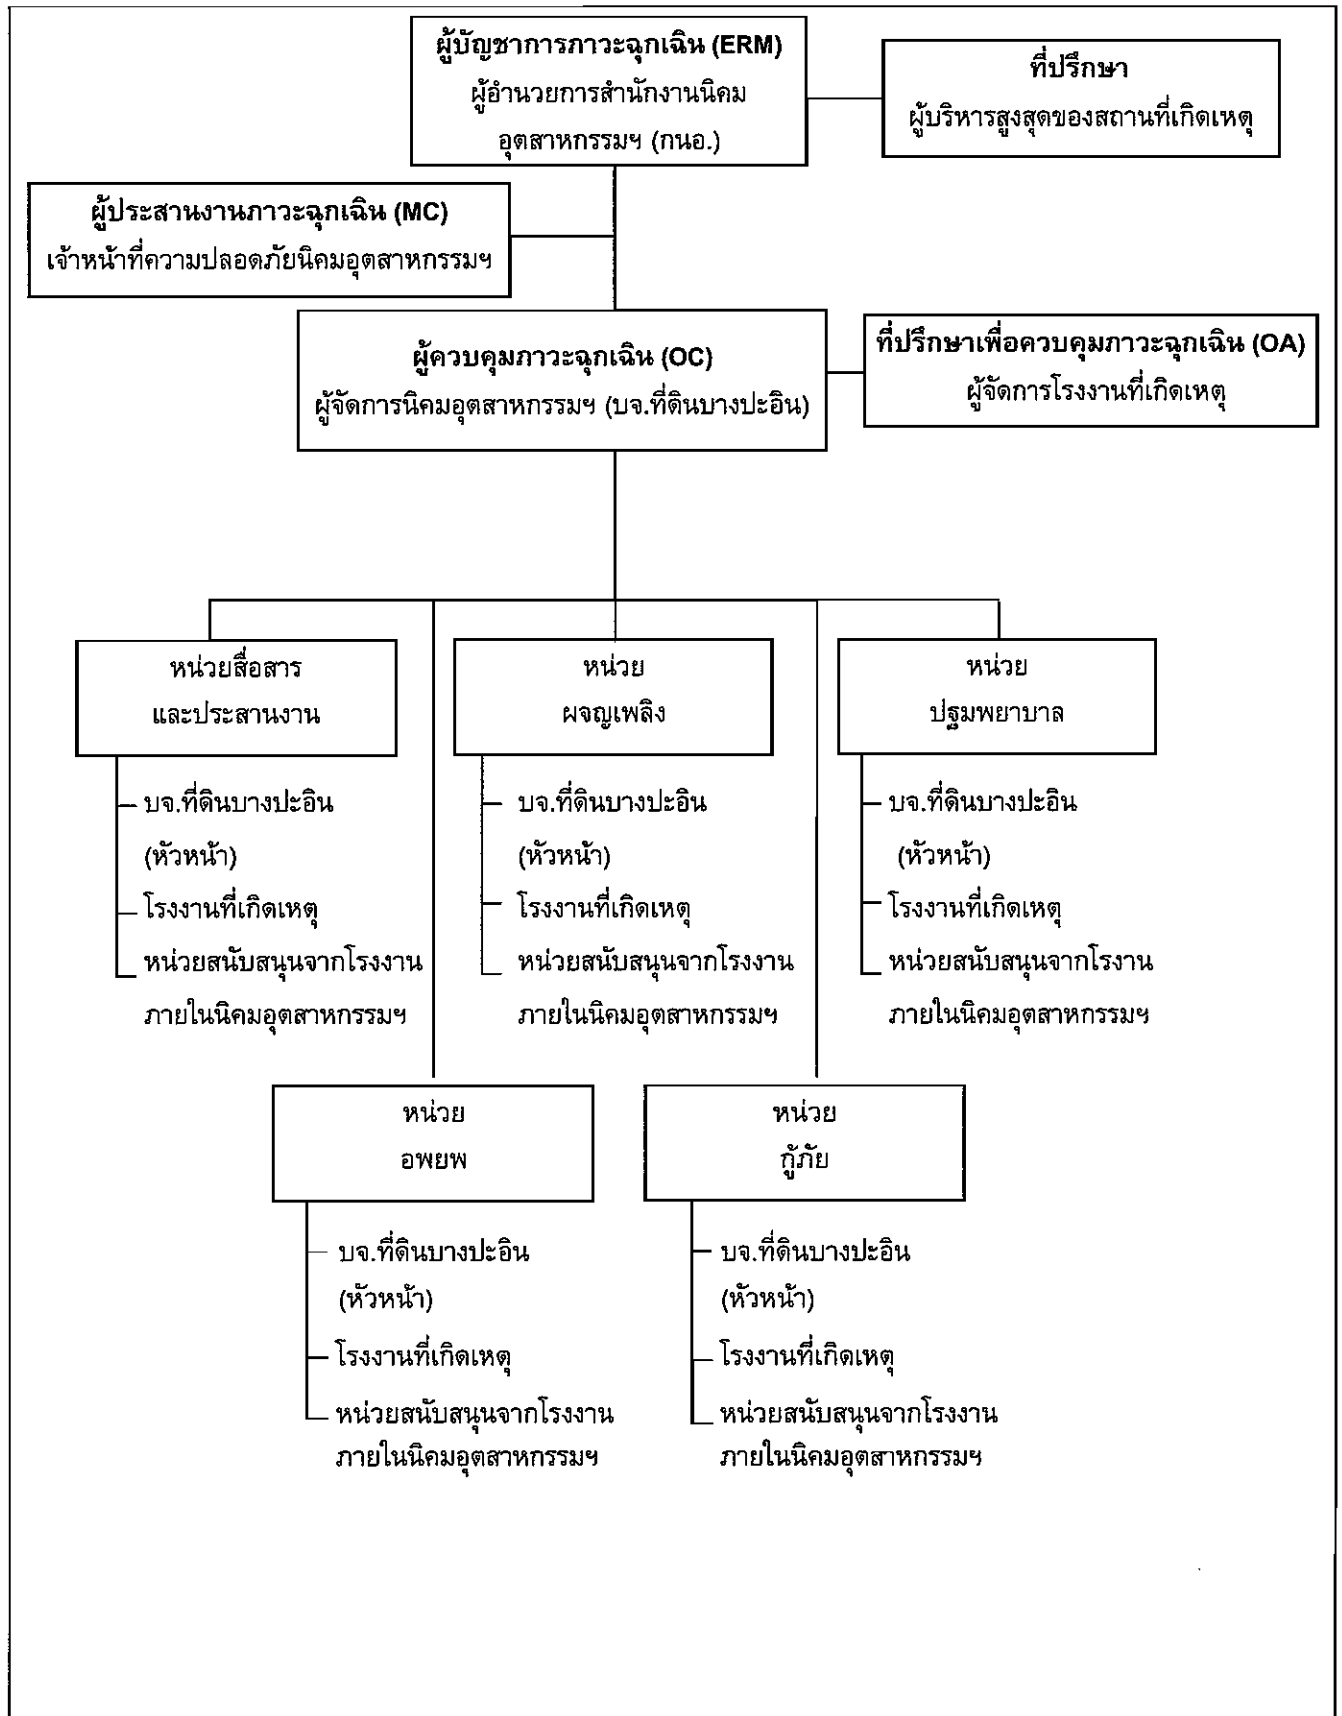 ผู้บัญชาการภาวะฉุกเฉิน (ERM)
ผู้อำนวยการสำนักงานนิคม
อุตสาหกรรมฯ (กนอ.)
ที่ปรึกษา
ผู้บริหารสูงสุดของสถานที่เกิดเหตุ
ผู้ประสานงานภาวะฉุกเฉิน (MC)
เจ้าหน้าที่ความปลอดภัยนิคมอุตสาหกรรมฯ
ผู้ควบคุมภาวะฉุกเฉิน (OC)
ผู้จัดการนิคมอุตสาหกรรมฯ (บจ.ที่ดินบางปะอิน)
ที่ปรึกษาเพื่อควบคุมภาวะฉุกเฉิน (OA)
ผู้จัดการโรงงานที่เกิดเหตุ
หน่วยสื่อสาร
และประสานงาน
บจ.ที่ดินบางปะอิน
(หัวหน้า)
โรงงานที่เกิดเหตุ
หน่วยสนับสนุนจากโรงงาน
ภายในนิคมอุตสาหกรรมฯ
หน่วย
ผจญเพลิง
บจ.ที่ดินบางปะอิน
(หัวหน้า)
โรงงานที่เกิดเหตุ
หน่วยสนับสนุนจากโรงงาน
ภายในนิคมอุตสาหกรรมฯ
หน่วย
ปฐมพยาบาล
บจ.ที่ดินบางปะอิน
(หัวหน้า)
โรงงานที่เกิดเหตุ
หน่วยสนับสนุนจากโรงงาน
ภายในนิคมอุตสาหกรรมฯ
หน่วย
อพยพ
บจ.ที่ดินบางปะอิน
(หัวหน้า)
โรงงานที่เกิดเหตุ
หน่วยสนับสนุนจากโรงงาน
ภายในนิคมอุตสาหกรรมฯ
หน่วย
กู้ภัย
บจ.ที่ดินบางปะอิน
(หัวหน้า)
โรงงานที่เกิดเหตุ
หน่วยสนับสนุนจากโรงงาน
ภายในนิคมอุตสาหกรรมฯ